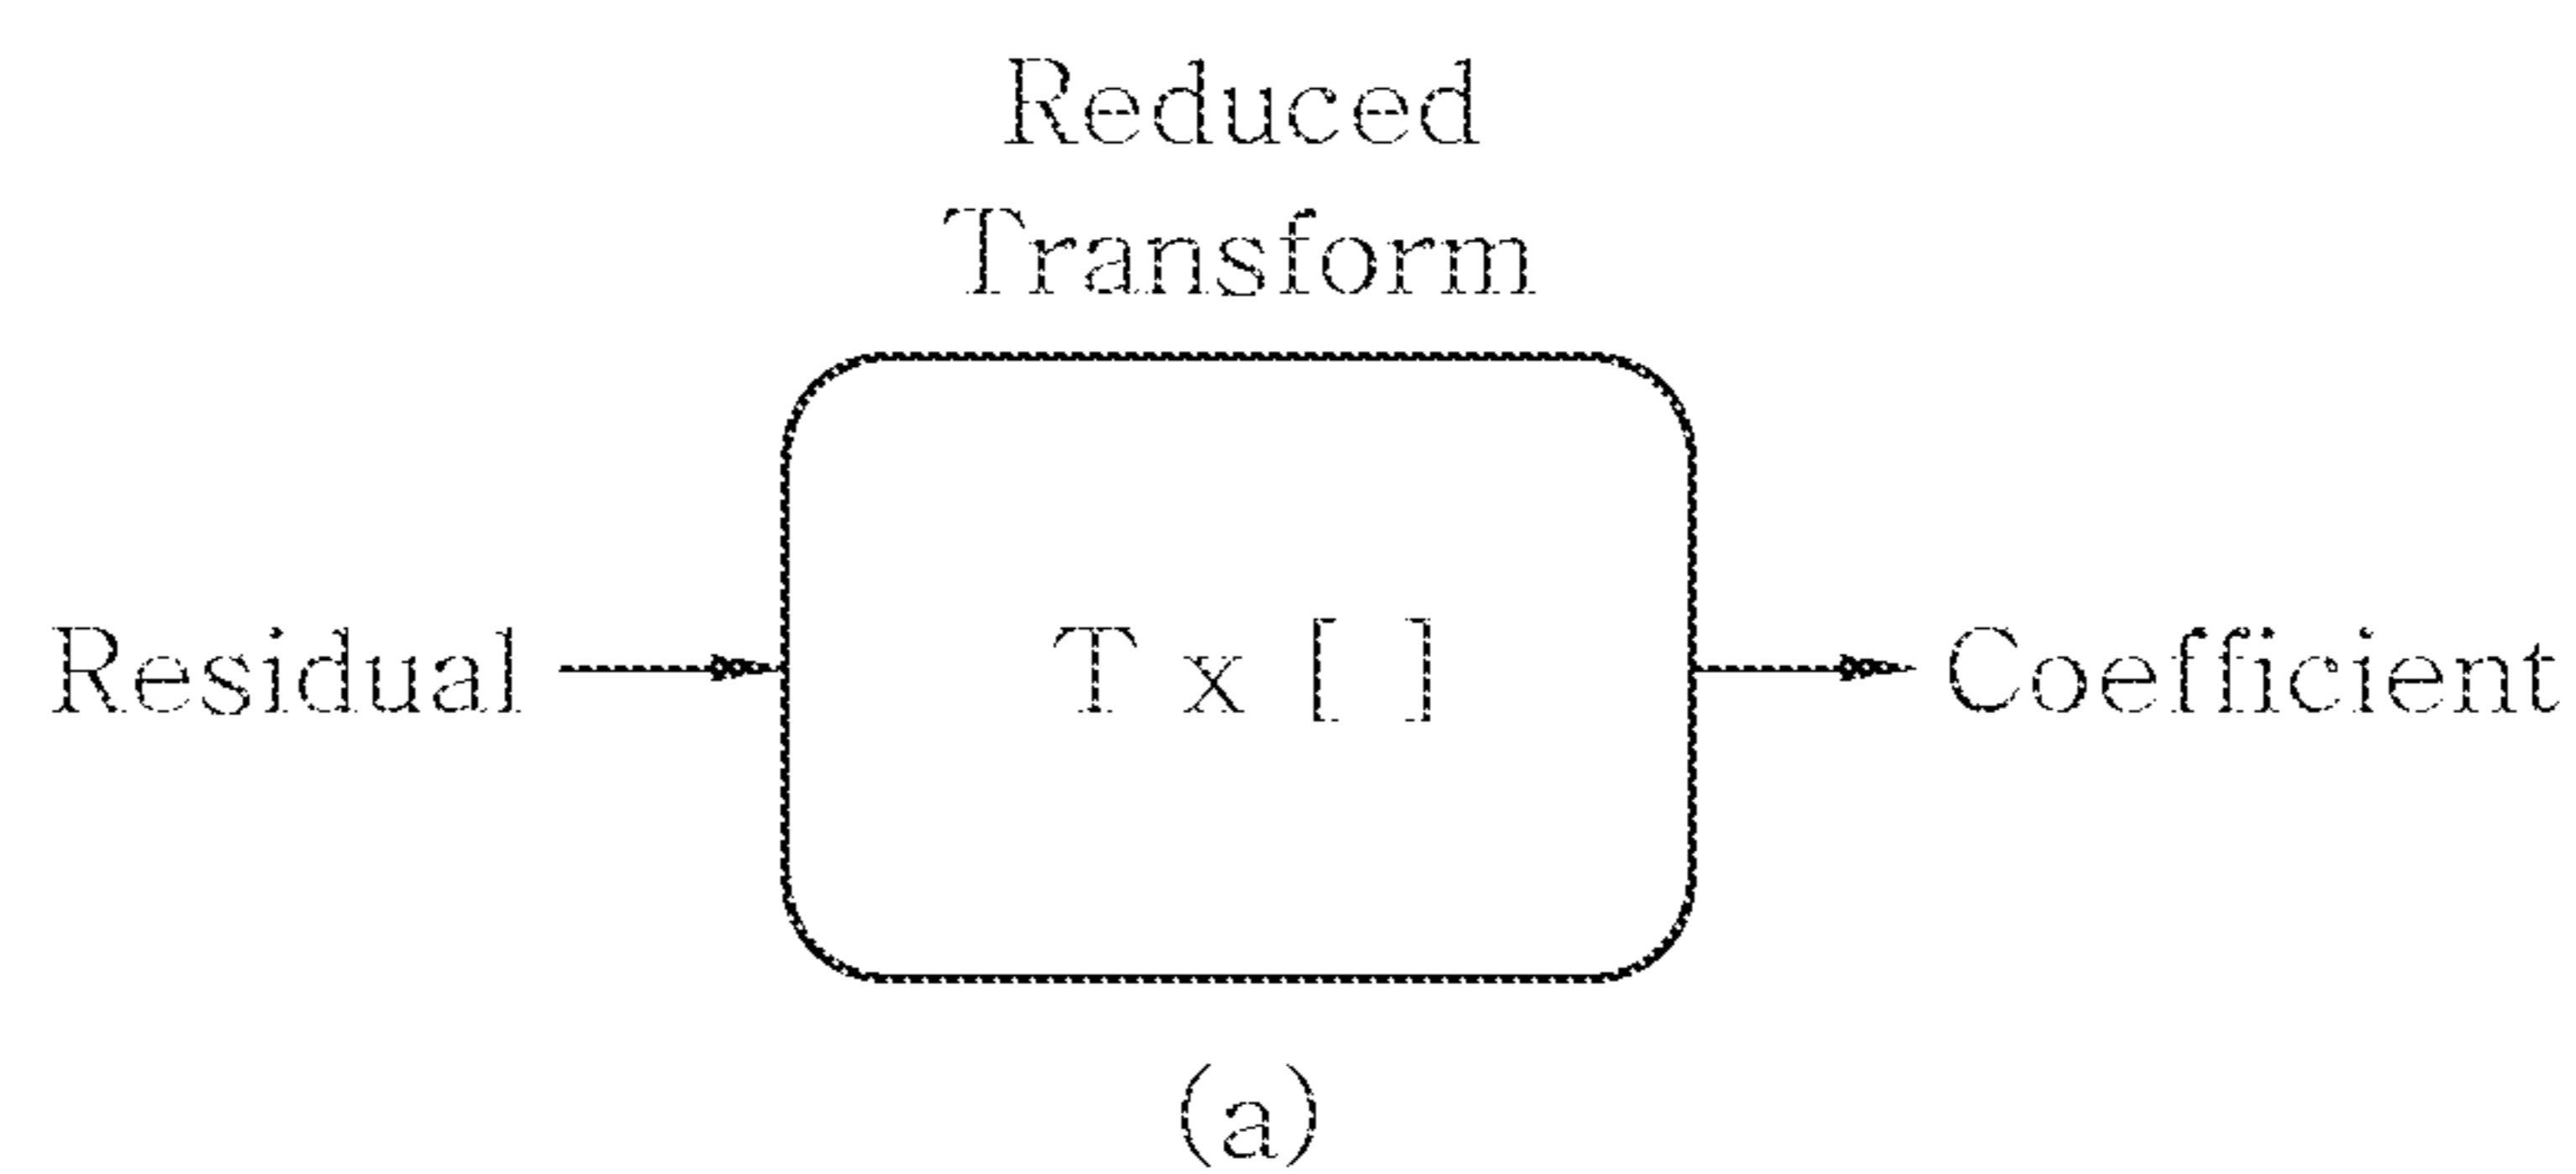 Reduced
Transform
Residual
T x [ ]
Coefficient
(a)